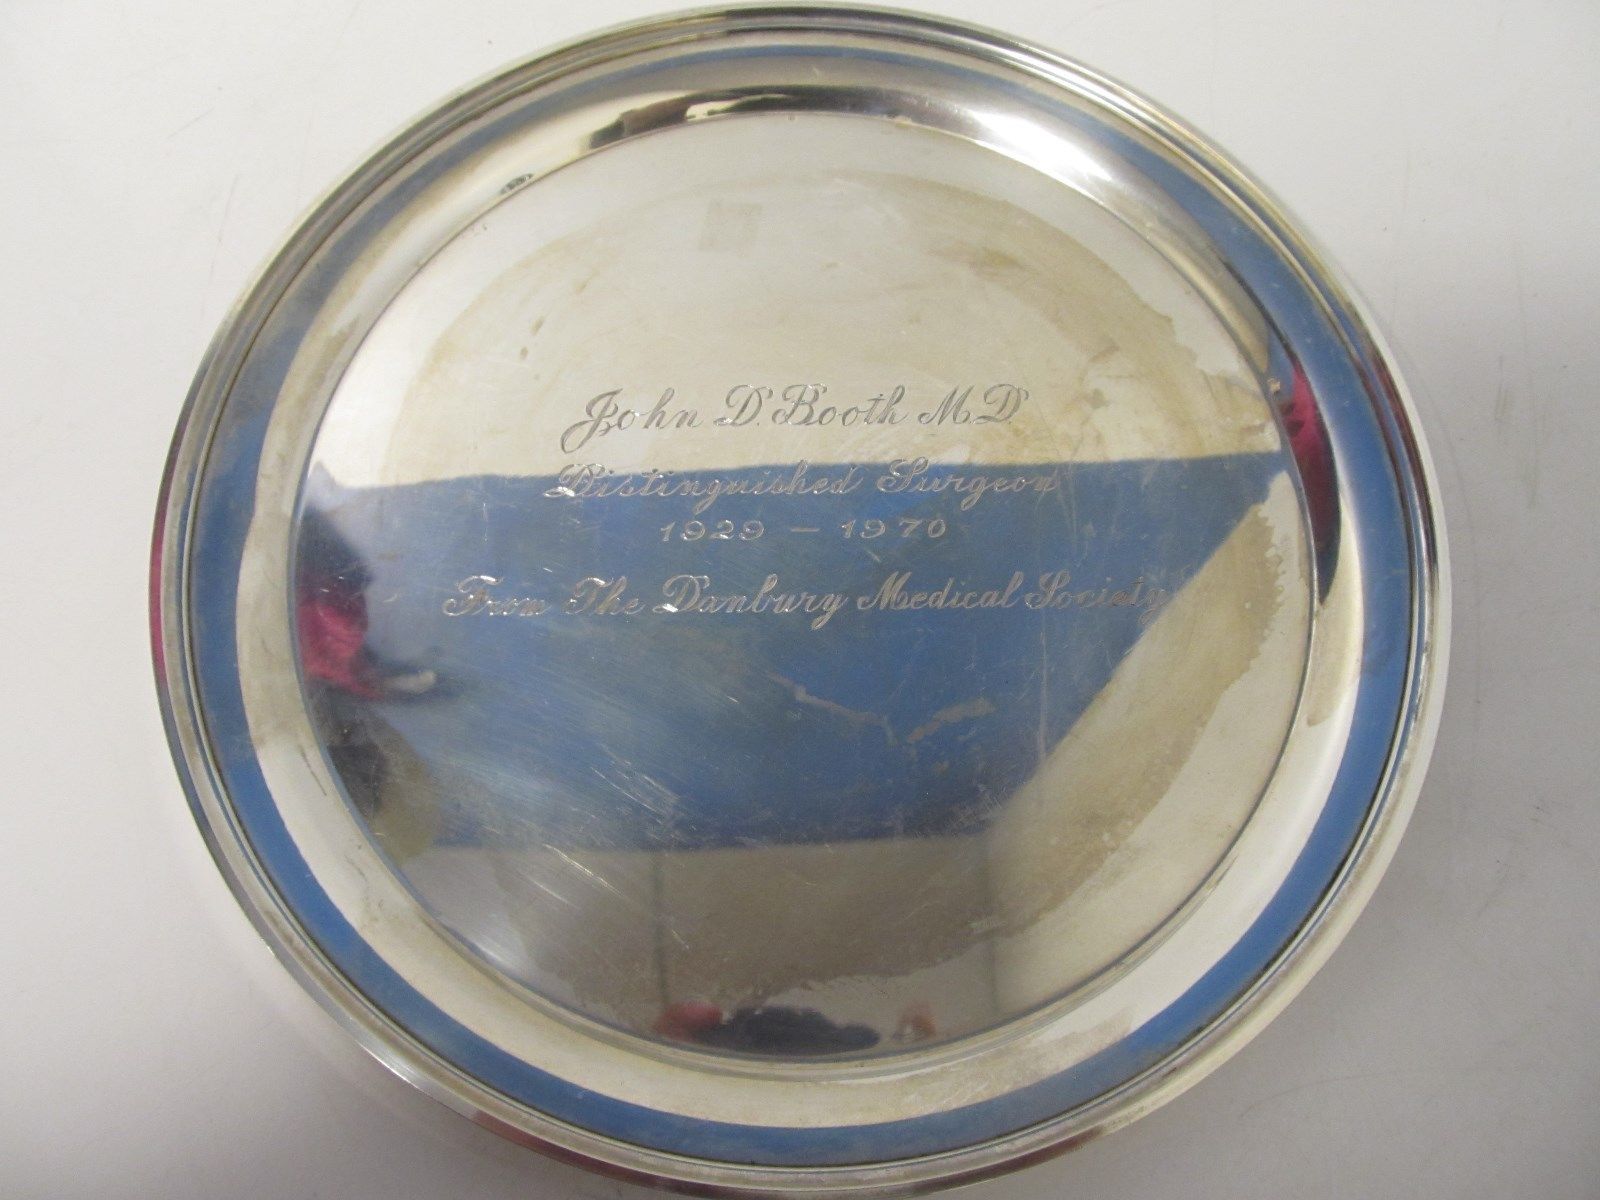 John D. Booth M.D.
Distinguished Surgeon
1929 - 1970
From The Danbury Medical Society